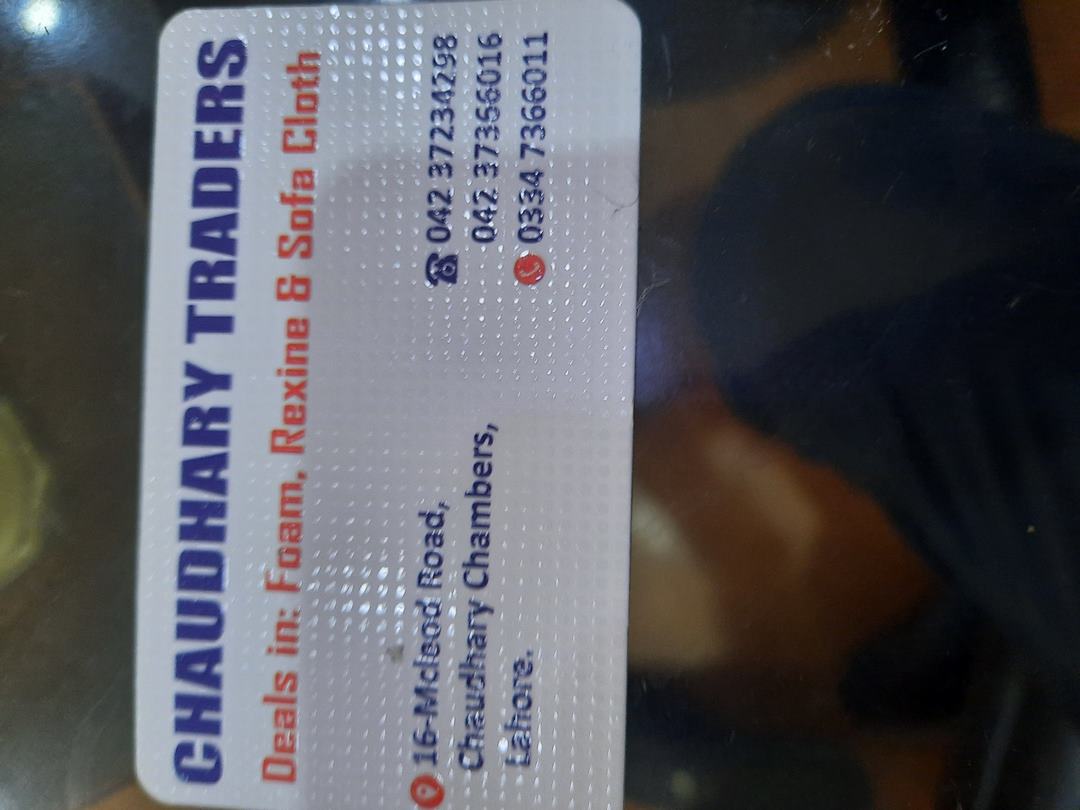 CHAUDHARY TRADERS
Deals in: Foam, Rexine & Sofa Cloth
16-Mcleod Road,
Chaudhary Chambers,
Lahore.
042 37234298
042 37366016
0334 7366011